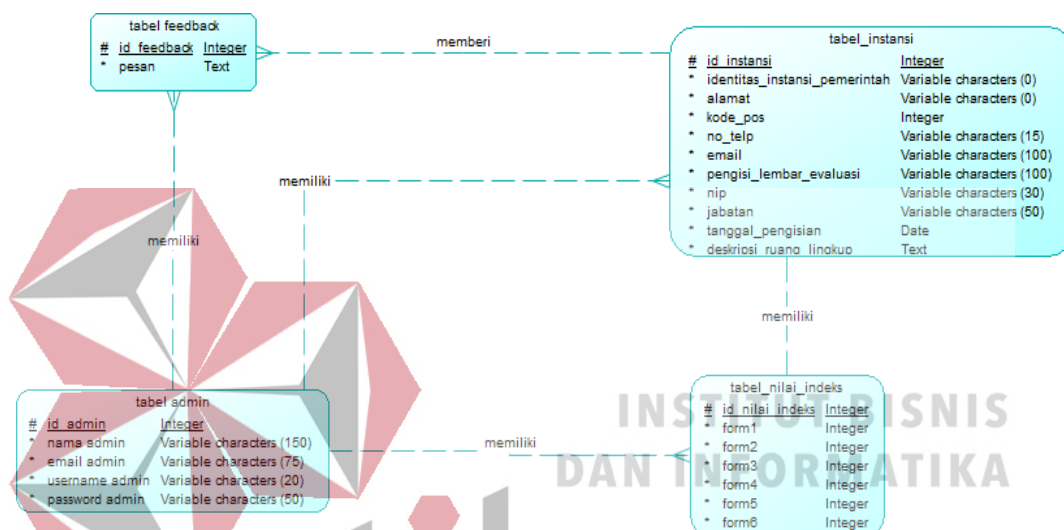 tabel feedback
# id_feedback Integer
* pesan Text
memberi
tabel_instansi
# id_instansi Integer
* identitas_instansi_pemerintah Variable characters (0)
* alamat Variable characters (0)
* kode_pos Integer
* no_telp Variable characters (15)
* email Variable characters (100)
* pengisi_lembar_evaluasi Variable characters (100)
* nip Variable characters (30)
* jabatan Variable characters (50)
* tanggal_pengisian Date
* deskripsi_ruang_lingkup Text
memiliki
memiliki
memiliki
tabel admin
# id_admin Integer
* nama admin Variable characters (150)
* email admin Variable characters (75)
* username admin Variable characters (20)
* password admin Variable characters (50)
memiliki
tabel_nilai_indeks
# id_nilai_indeks Integer
* form1 Integer
* form2 Integer
* form3 Integer
* form4 Integer
* form5 Integer
* form6 Integer
INSTITUT BISNIS
DAN INFORMATIKA